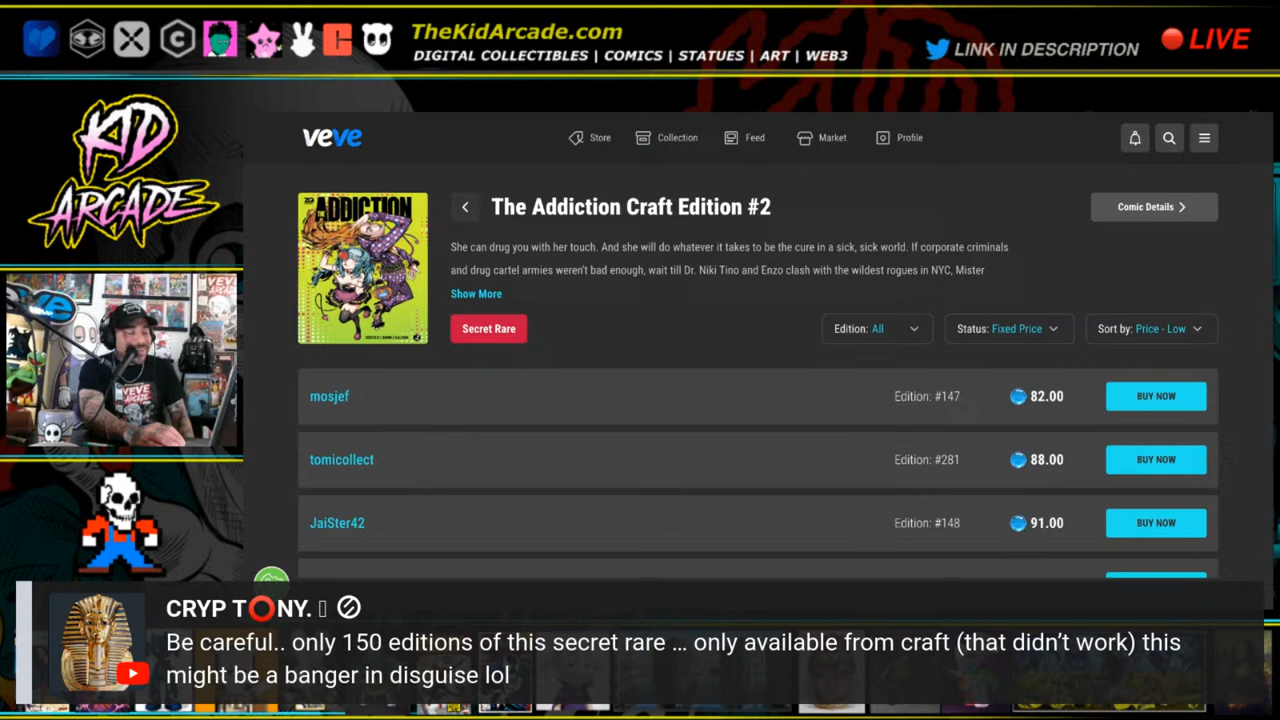 TheKidArcade.com
DIGITAL COLLECTIBLES | COMICS | STATUES | ART | WEB3
LINK IN DESCRIPTION
LIVE
KID
ARCADE
veve
Store
Collection
Feed
Market
Profile
ADDICTION
The Addiction Craft Edition #2
Comic Details
She can drug you with her touch. And she will do whatever it takes to be the cure in a sick, sick world. If corporate criminals
and drug cartel armies weren't bad enough, wait till Dr. Niki Tino and Enzo clash with the wildest rogues in NYC, Mister
Show More
Secret Rare
Edition: All
Status: Fixed Price
Sort by: Price - Low
mosjef
Edition: #147
82.00
BUY NOW
tomicollect
Edition: #281
88.00
BUY NOW
JaiSter42
Edition: #148
91.00
BUY NOW
CRYP T⭕NY.
Be careful.. only 150 editions of this secret rare ... only available from craft (that didn't work) this
might be a banger in disguise lol